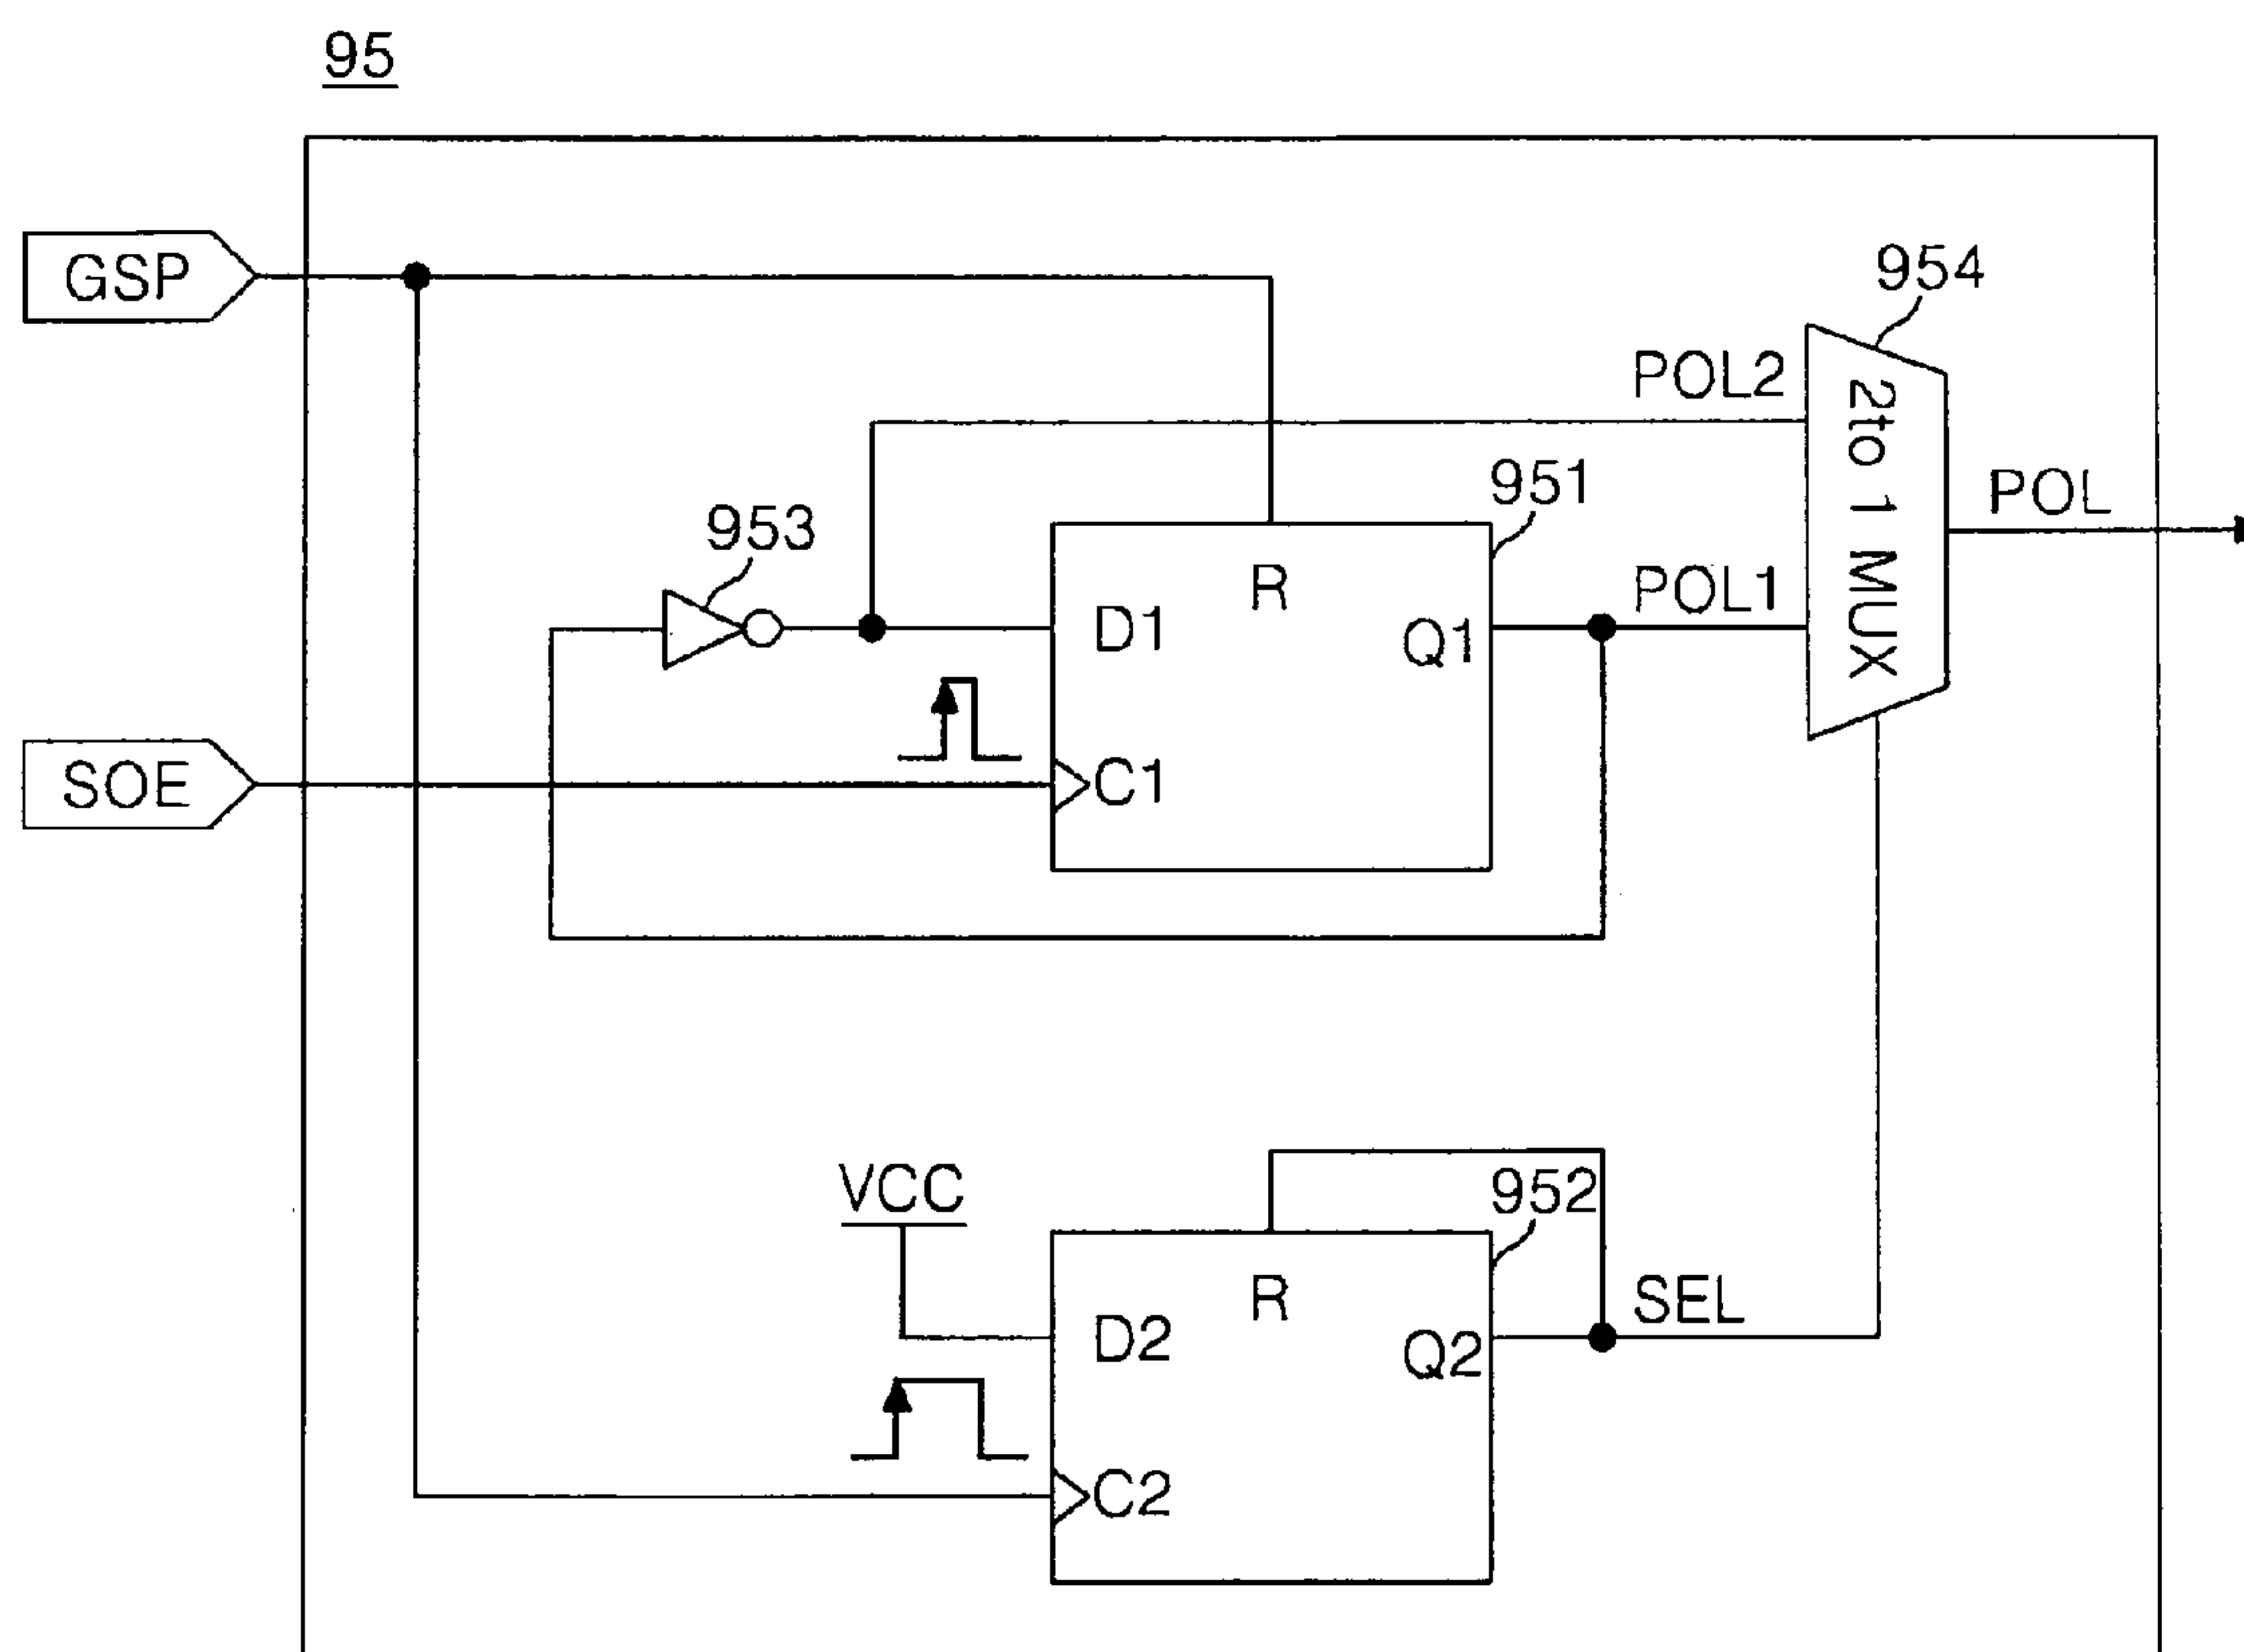 95
GSP
954
POL2
2to 1 MUX
951
POL
953
R
POL1
D1
Q1
SOE
C1
VCC
952
R
SEL
D2
Q2
C2